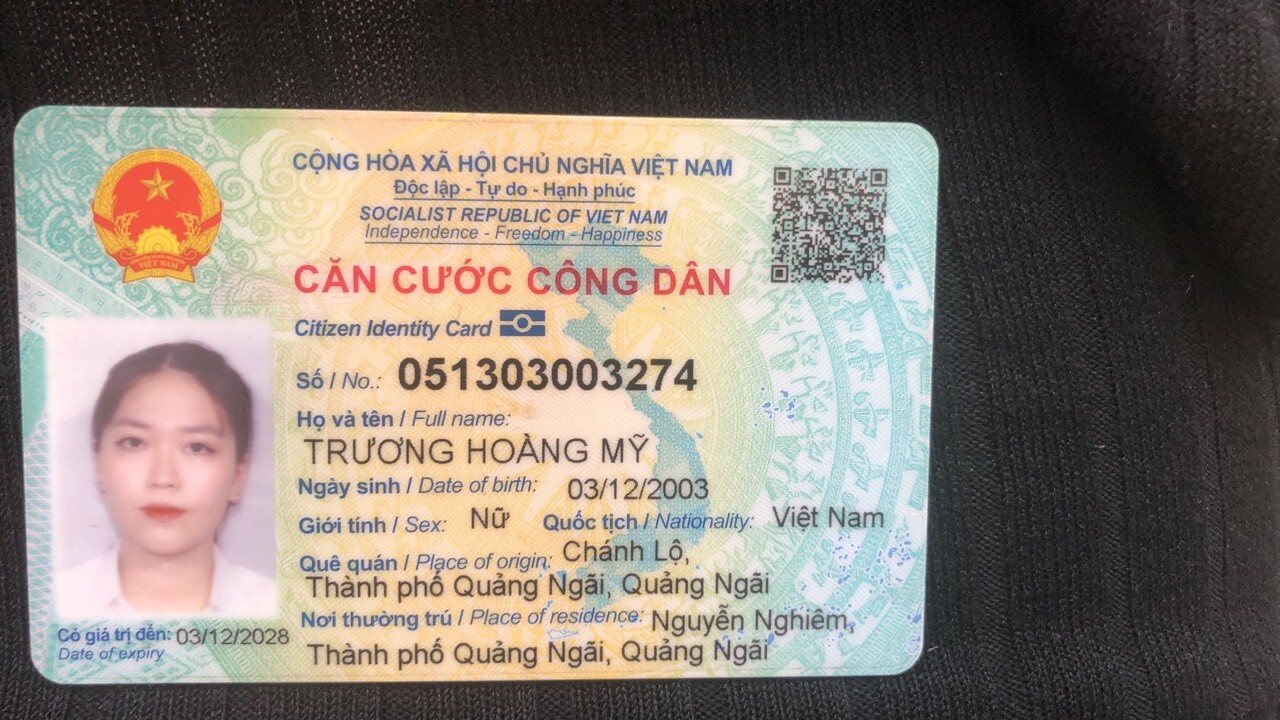 CỘNG HÒA XÃ HỘI CHỦ NGHĨA VIỆT NAM
Độc lập - Tự do - Hạnh phúc
SOCIALIST REPUBLIC OF VIET NAM
Independence - Freedom - Happiness
CĂN CƯỚC CÔNG DÂN
Citizen Identity Card
Số / No.: 051303003274
Họ và tên / Full name:
TRƯƠNG HOÀNG MỸ
Ngày sinh / Date of birth: 03/12/2003
Giới tính / Sex: Nữ Quốc tịch / Nationality: Việt Nam
Quê quán / Place of origin: Chánh Lộ,
Thành phố Quảng Ngãi, Quảng Ngãi
Nơi thường trú / Place of residence: Nguyễn Nghiêm,
Thành phố Quảng Ngãi, Quảng Ngãi
Có giá trị đến: 03/12/2028
Date of expiry
VIỆT NAM